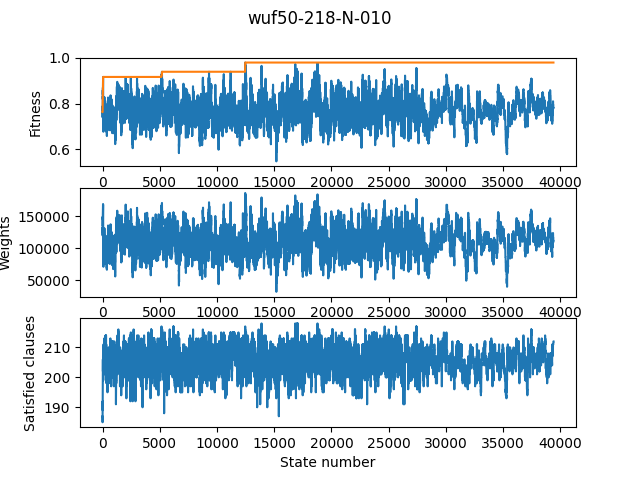 wuf50-218-N-010
1.0
0.8
0.6
Fitness
0 5000 10000 15000 20000 25000 30000 35000 40000
150000
100000
50000
Weights
0 5000 10000 15000 20000 25000 30000 35000 40000
210
200
190
Satisfied clauses
0 5000 10000 15000 20000 25000 30000 35000 40000
State number